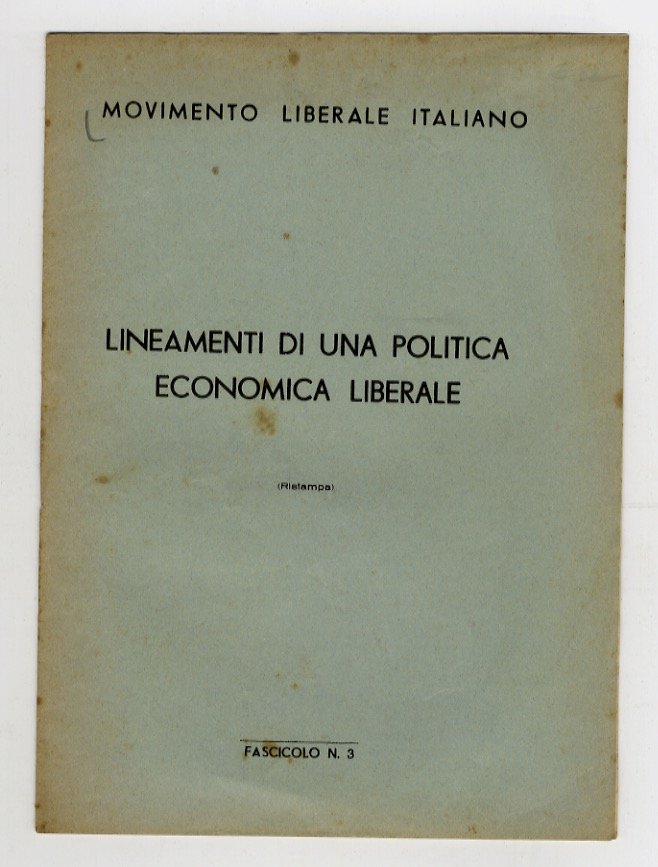 MOVIMENTO LIBERALE ITALIANO
LINEAMENTI DI UNA POLITICA
ECONOMICA LIBERALE
(Ristampa)
FASCICOLO N. 3